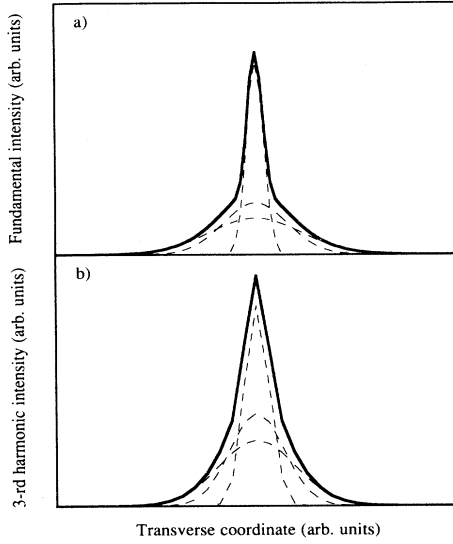 a)
Fundamental intensity (arb. units)
b)
3-rd harmonic intensity (arb. units)
Transverse coordinate (arb. units)